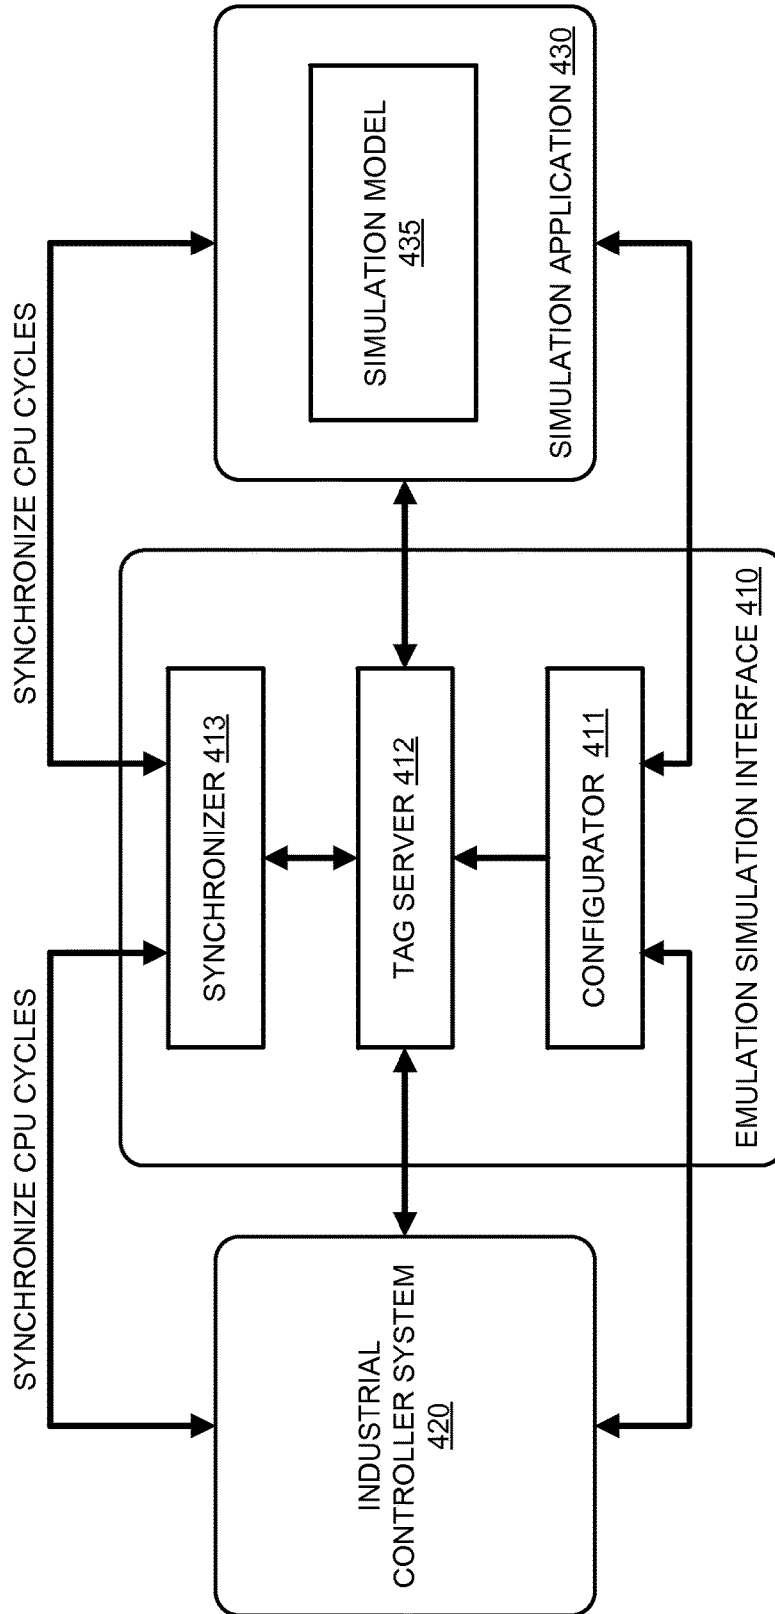 SYNCHRONIZE CPU CYCLES
SYNCHRONIZE CPU CYCLES
INDUSTRIAL
CONTROLLER SYSTEM
420
SYNCHRONIZER 413
TAG SERVER 412
CONFIGURATOR 411
EMULATION SIMULATION INTERFACE 410
SIMULATION MODEL
435
SIMULATION APPLICATION 430